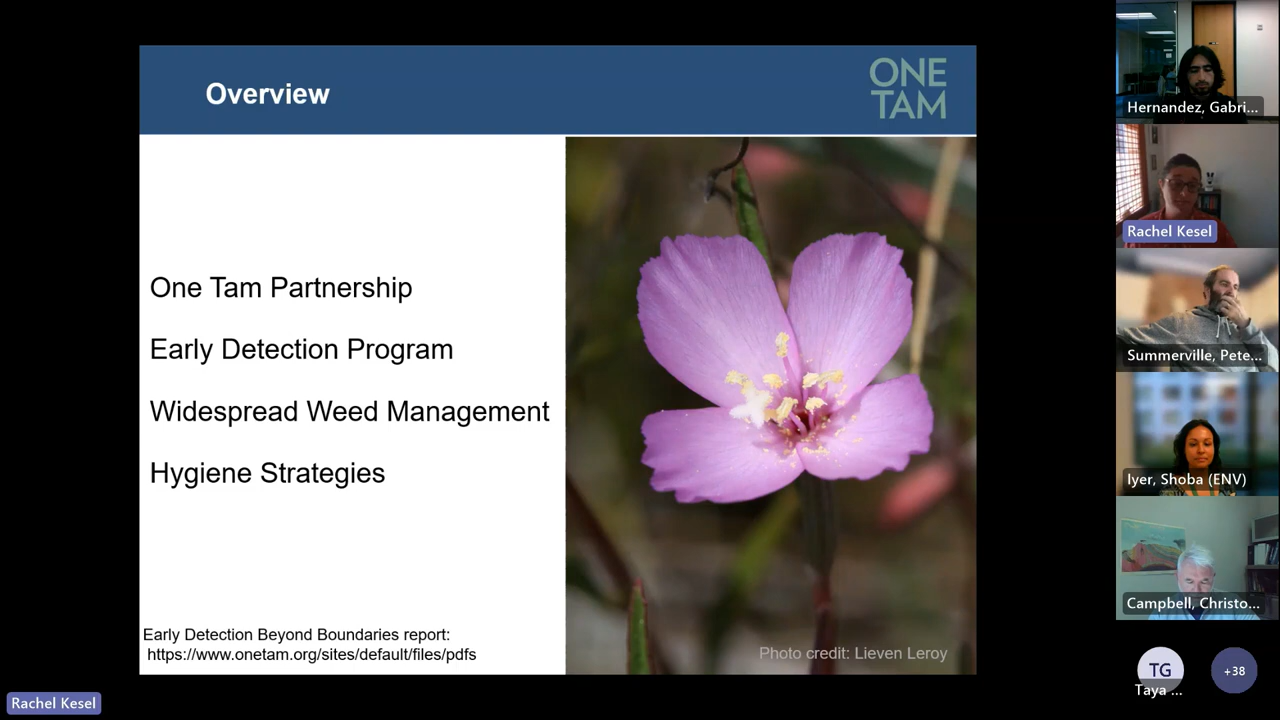 Overview
ONE
TAM
One Tam Partnership
Early Detection Program
Widespread Weed Management
Hygiene Strategies
Early Detection Beyond Boundaries report:
https://www.onetam.org/sites/default/files/pdfs
Photo credit: Lieven Leroy
Rachel Kesel
Hernandez, Gabri...
Rachel Kesel
Summerville, Pete...
Iyer, Shoba (ENV)
Campbell, Christo...
TG
Taya ...
+38